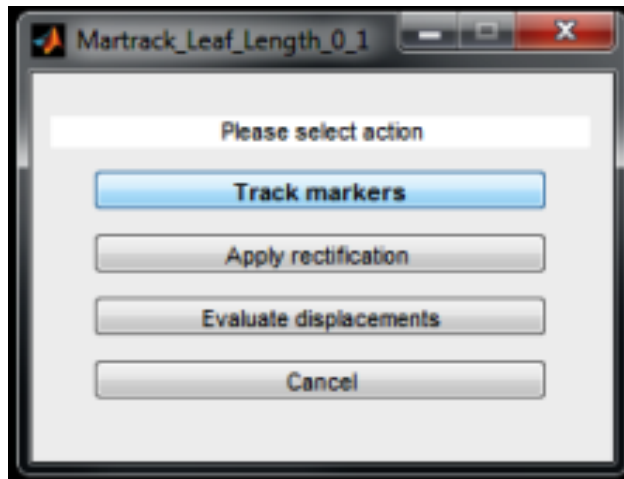 Martrack_Leaf_Length_0_1
Please select action
Track markers
Apply rectification
Evaluate displacements
Cancel